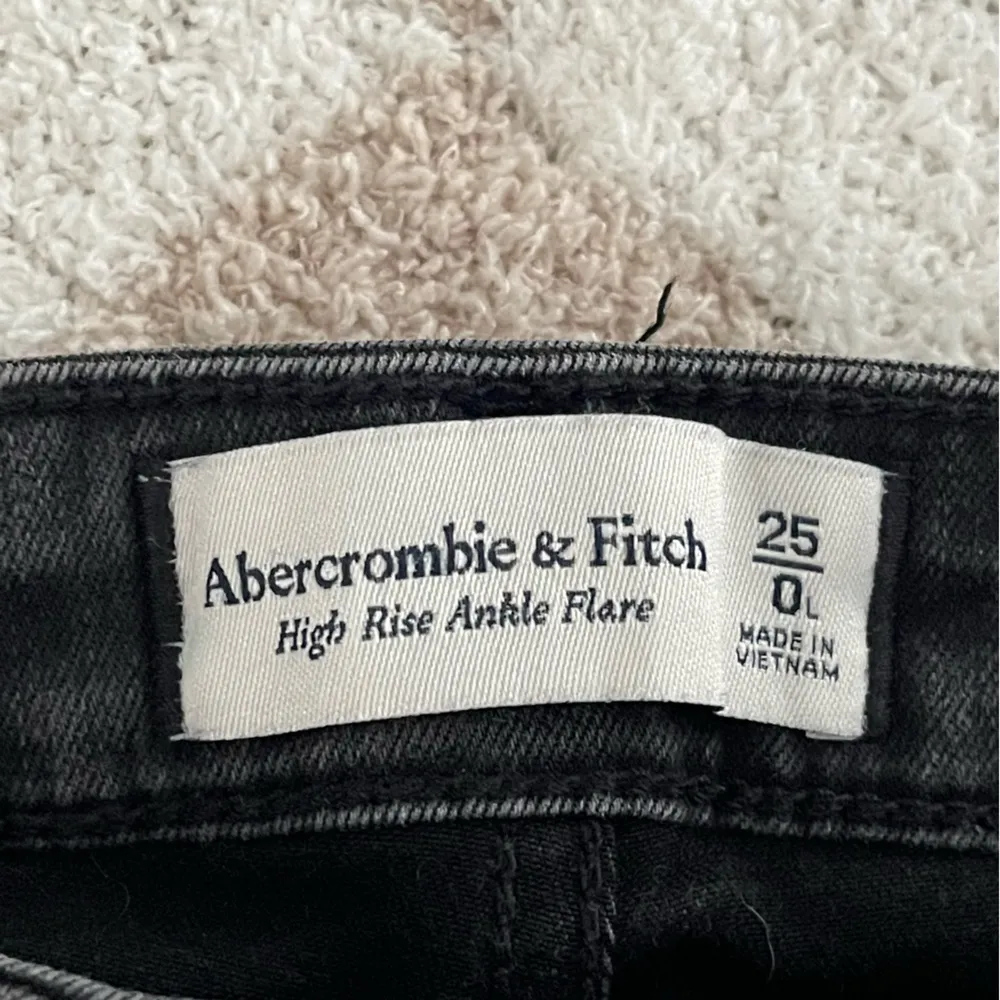 Abercrombie & Fitch
High Rise Ankle Flare
25
0L
MADE IN
VIETNAM